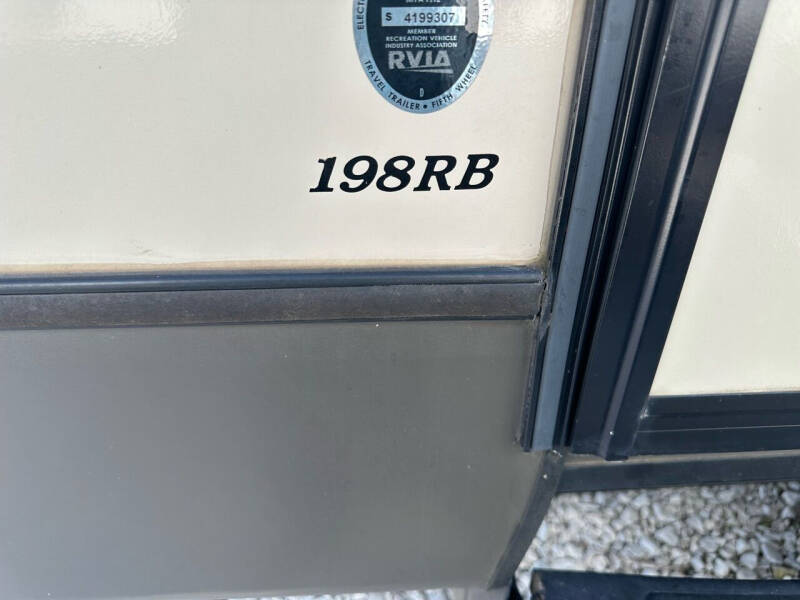 S 4199307
MEMBER
RECREATION VEHICLE
INDUSTRY ASSOCIATION
RVIA
D
TRAVEL TRAILER • FIFTH WHEEL
198RB